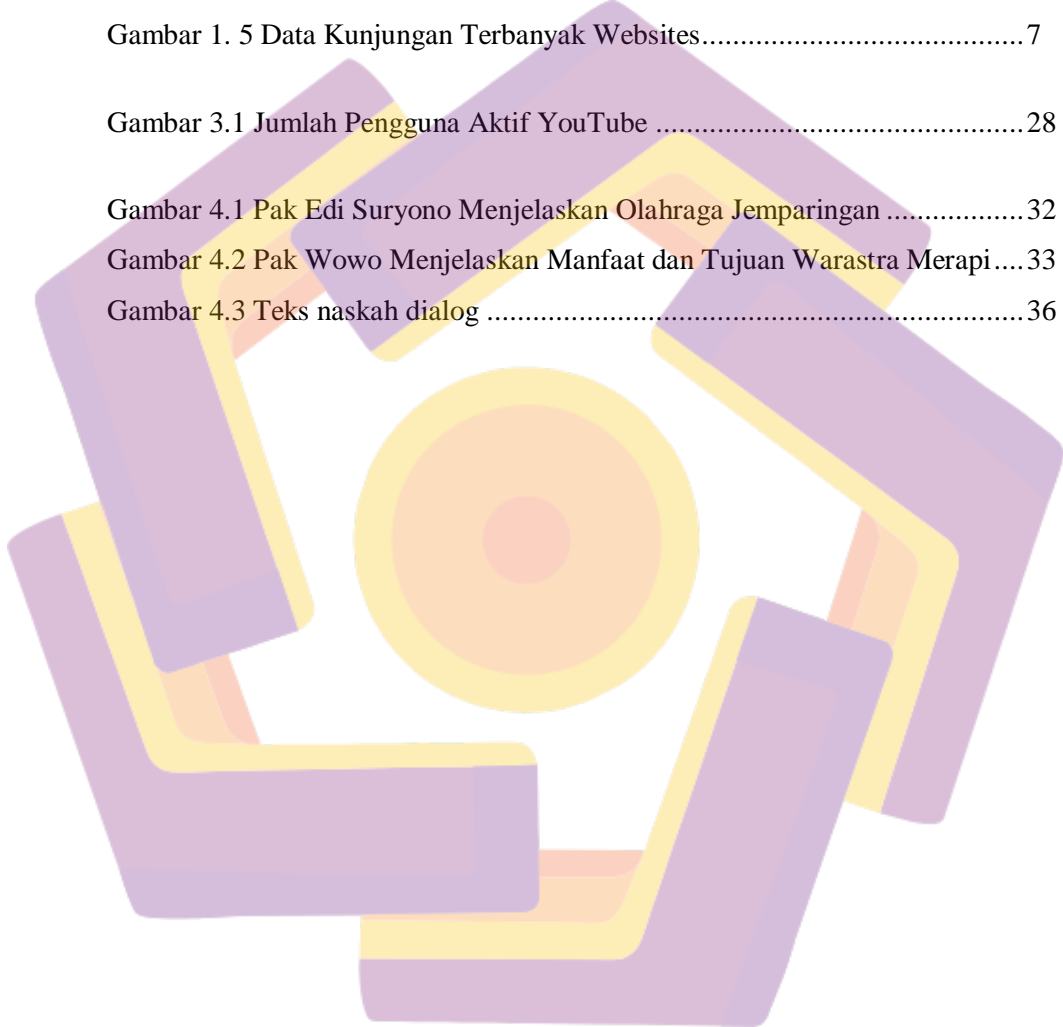 Gambar 1. 5 Data Kunjungan Terbanyak Websites.....................................7
Gambar 3.1 Jumlah Pengguna Aktif YouTube ..........................................28
Gambar 4.1 Pak Edi Suryono Menjelaskan Olahraga Jemparingan ................32
Gambar 4.2 Pak Wowo Menjelaskan Manfaat dan Tujuan Warastra Merapi....33
Gambar 4.3 Teks naskah dialog ..............................................................36